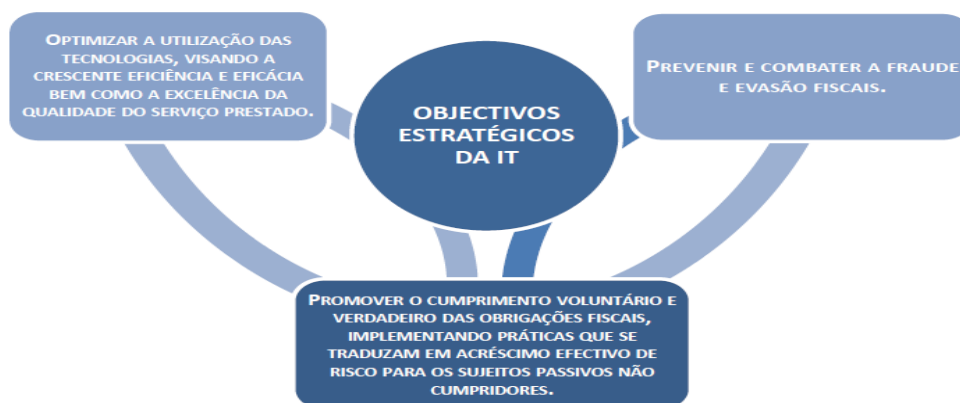 OPTIMIZAR A UTILIZAÇÃO DAS
TECNOLOGIAS, VISANDO A
CRESCENTE EFICIÊNCIA E EFICÁCIA
BEM COMO A EXCELÊNCIA DA
QUALIDADE DO SERVIÇO PRESTADO.
OBJECTIVOS
ESTRATÉGICOS
DA IT
PREVENIR E COMBATER A FRAUDE
E EVASÃO FISCAIS.
PROMOVER O CUMPRIMENTO VOLUNTÁRIO E
VERDADEIRO DAS OBRIGAÇÕES FISCAIS,
IMPLEMENTANDO PRÁTICAS QUE SE
TRADUZAM EM ACRÉSCIMO EFECTIVO DE
RISCO PARA OS SUJEITOS PASSIVOS NÃO
CUMPRIDORES.